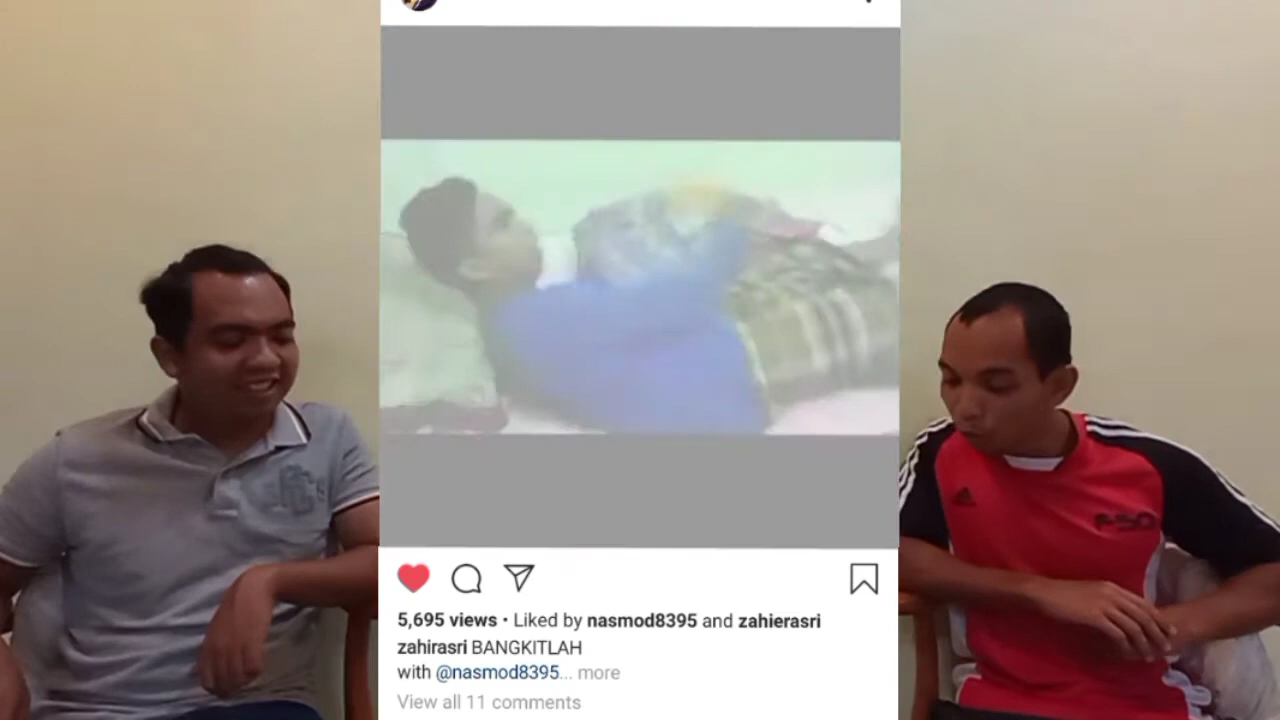 5,695 views • Liked by nasmod8395 and zahierasri
zahirasri BANGKITLAH
with @nasmod8395... more
View all 11 comments
F50